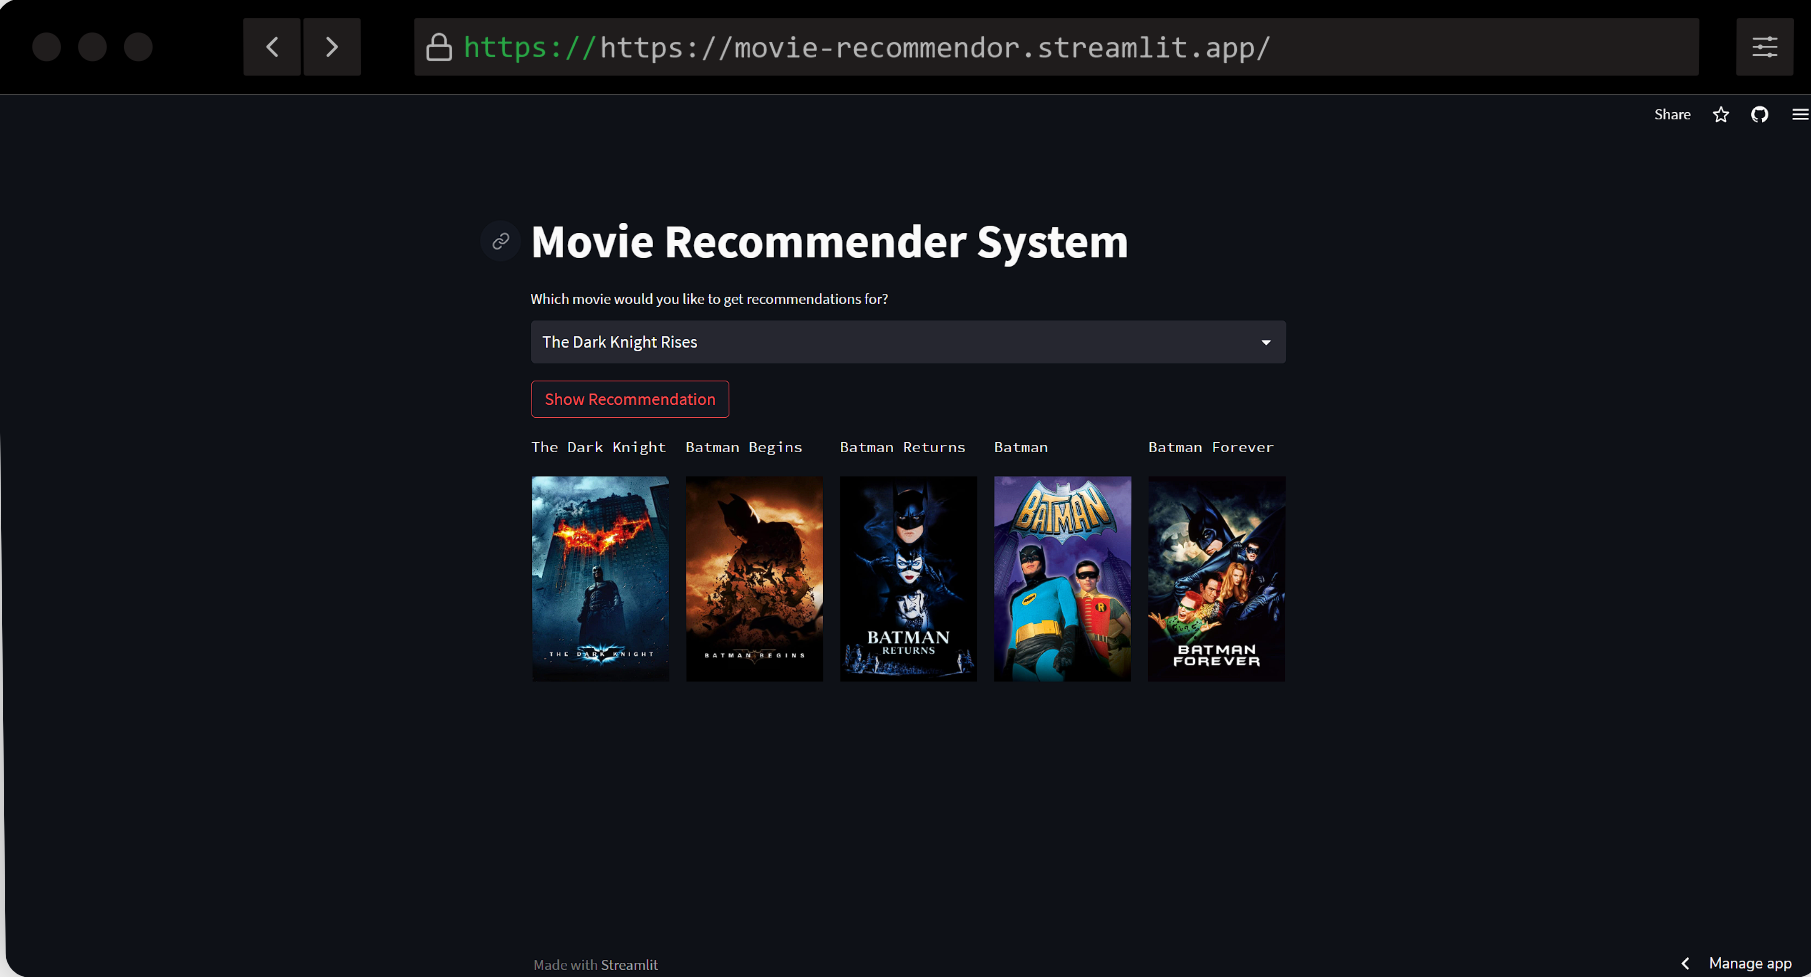 https://https://movie-recommendor.streamlit.app/
Share
Movie Recommender System
Which movie would you like to get recommendations for?
The Dark Knight Rises
Show Recommendation
The Dark Knight
Batman Begins
Batman Returns
Batman
Batman Forever
THE DARK KNIGHT
BATMAN BEGINS
BATMAN
RETURNS
BATMAN
R
BATMAN
FOREVER
Made with Streamlit
Manage app